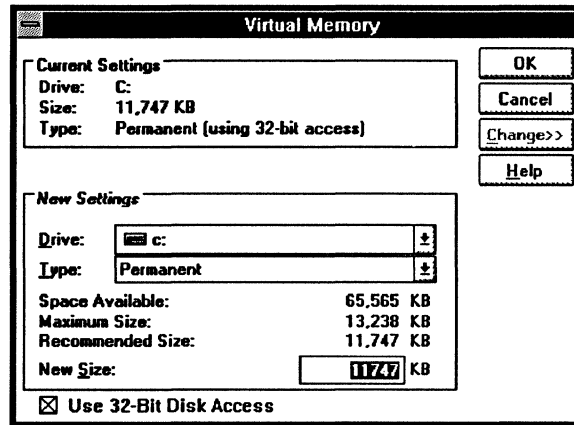 Virtual Memory
Current Settings
Drive: C:
Size: 11,747 KB
Type: Permanent (using 32-bit access)
OK
Cancel
Change>>
Help
New Settings
Drive: c:
Type: Permanent
Space Available: 65,565 KB
Maximum Size: 13,238 KB
Recommended Size: 11,747 KB
New Size: 11747 KB
Use 32-Bit Disk Access